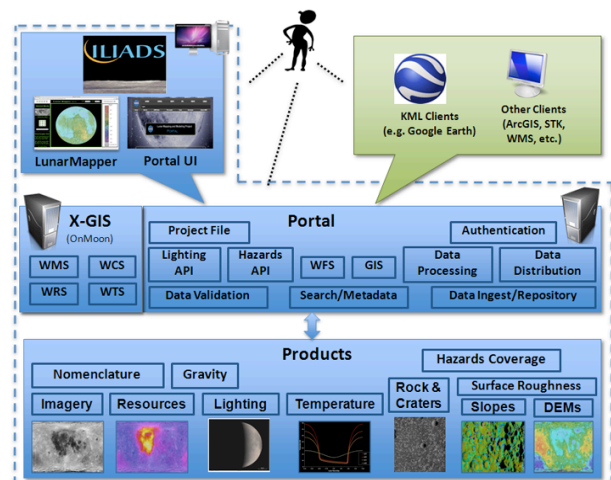 ILIADS
LunarMapper
Portal UI
KML Clients
(e.g. Google Earth)
Other Clients
(ArcGIS, STK,
WMS, etc.)
X-GIS
(OnMoon)
WMS
WCS
WRS
WTS
Portal
Project File
Authentication
Lighting
API
Hazards
API
WFS
GIS
Data
Processing
Data
Distribution
Data Validation
Search/Metadata
Data Ingest/Repository
Products
Hazards Coverage
Nomenclature
Gravity
Imagery
Resources
Lighting
Temperature
Rock &
Craters
Surface Roughness
Slopes
DEMs